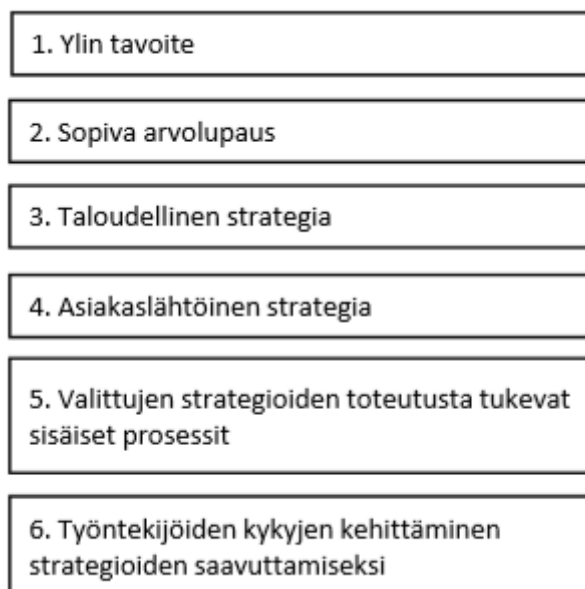 1. Ylin tavoite
2. Sopiva arvolupaus
3. Taloudellinen strategia
4. Asiakaslähtöinen strategia
5. Valittujen strategioiden toteutusta tukevat
sisäiset prosessit
6. Työntekijöiden kykyjen kehittäminen
strategioiden saavuttamiseksi